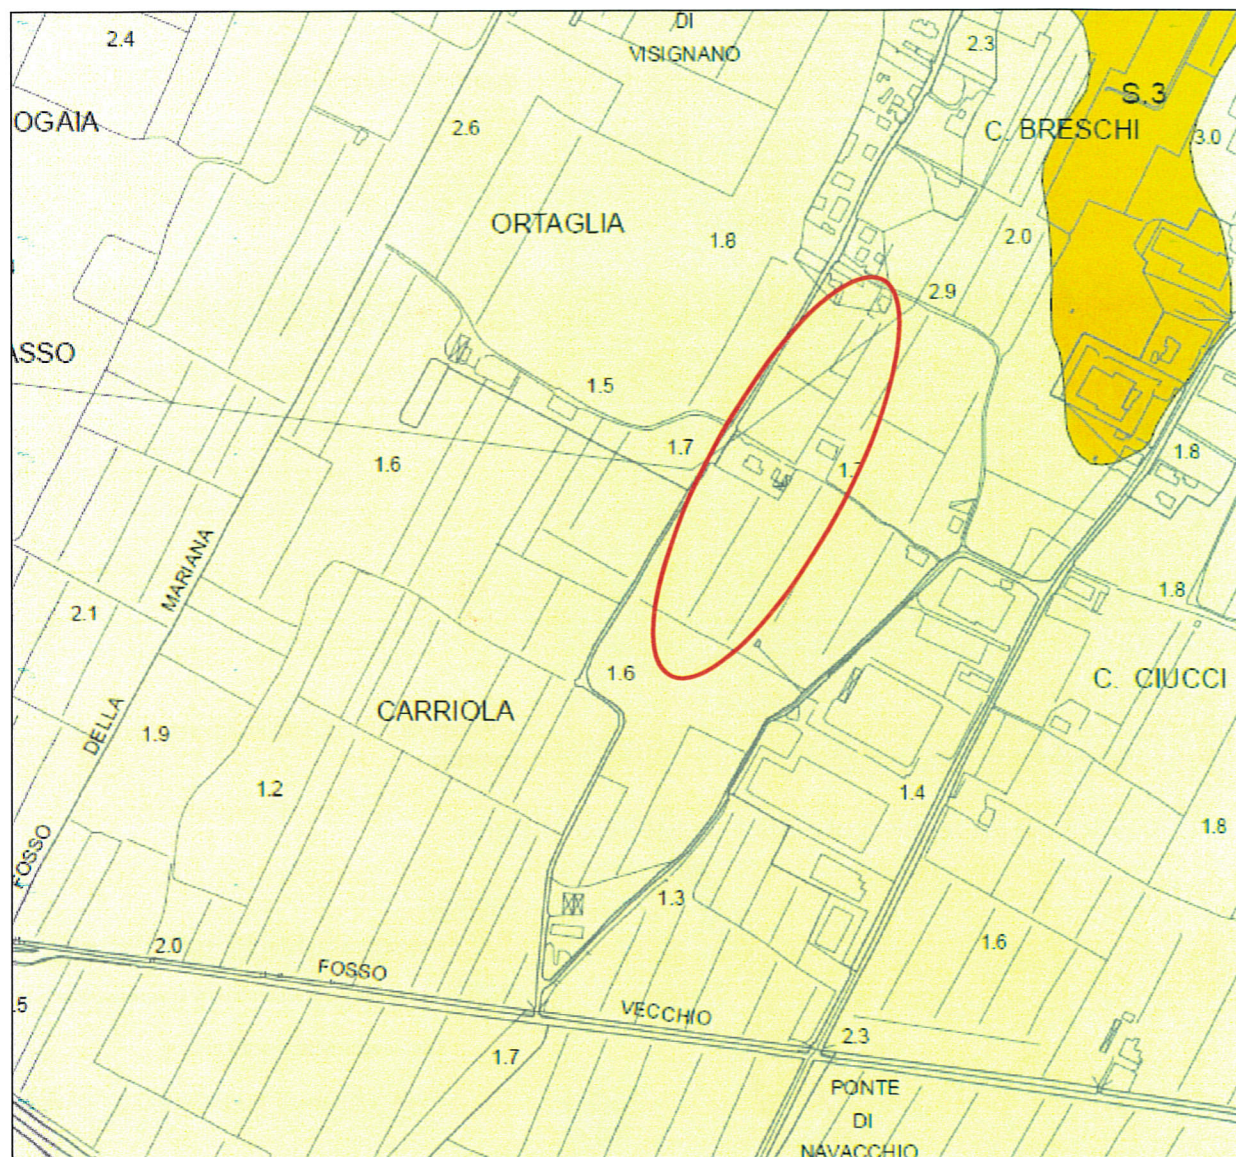 DI
VISIGNANO
2.4
2.3
S.3
OGAIA
2.6
C. BRESCHI
3.0
ORTAGLIA
1.8
2.0
2.9
ASSO
1.5
1.7
1.6
1.7
1.8
MARIANA
2.1
1.8
1.6
C. CIUCCI
CARRIOLA
DELLA
1.9
1.2
1.4
1.8
FOSSO
1.3
2.0
FOSSO
1.6
.5
VECCHIO
1.7
2.3
PONTE
DI
NAVACCHIO